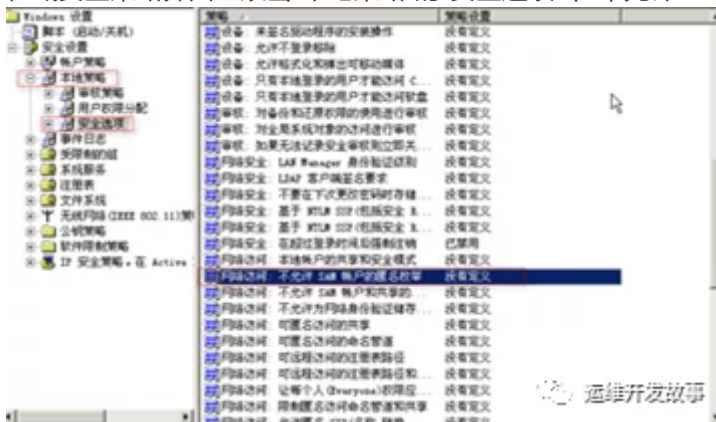 Windows 设置
脚本 (启动/关机)
安全设置
帐户策略
本地策略
审核策略
用户权限分配
安全选项
事件日志
受限制的组
系统服务
注册表
文件系统
无线网络(IEEE 802.11)策
公钥策略
软件限制策略
IP 安全策略，在 Active
策略
策略设置
设备: 未签名驱动程序的安装操作 没有定义
设备: 允许不登录移除 没有定义
设备: 允许格式化和弹出可移动媒体 没有定义
设备: 只有本地登录的用户才能访问 C... 没有定义
设备: 只有本地登录的用户才能访问软盘 没有定义
审核: 对备份和还原权限的使用进行审核 没有定义
审核: 对全局系统对象的访问进行审核 没有定义
审核: 如果无法记录安全审核则立即关... 没有定义
网络安全: LAN Manager 身份验证级别 没有定义
网络安全: LDAP 客户端签名要求 没有定义
网络安全: 不要在下次更改密码时存储... 没有定义
网络安全: 基于 NTLM SSP(包括安全 R... 没有定义
网络安全: 基于 NTLM SSP(包括安全 R... 没有定义
网络安全: 在超过登录时间后强制注销 已禁用
网络访问: 本地帐户的共享和安全模式 没有定义
网络访问: 不允许 SAM 帐户的匿名枚举 没有定义
网络访问: 不允许 SAM 帐户和共享的... 没有定义
网络访问: 不允许为网络身份验证储存... 没有定义
网络访问: 可匿名访问的共享 没有定义
网络访问: 可匿名访问的命名管道 没有定义
网络访问: 可远程访问的注册表路径 没有定义
网络访问: 可远程访问的注册表路径和... 没有定义
网络访问: 让每个人(Everyone)权限应... 没有定义
网络访问: 限制匿名访问命名管道和共享 没有定义
运维开发故事